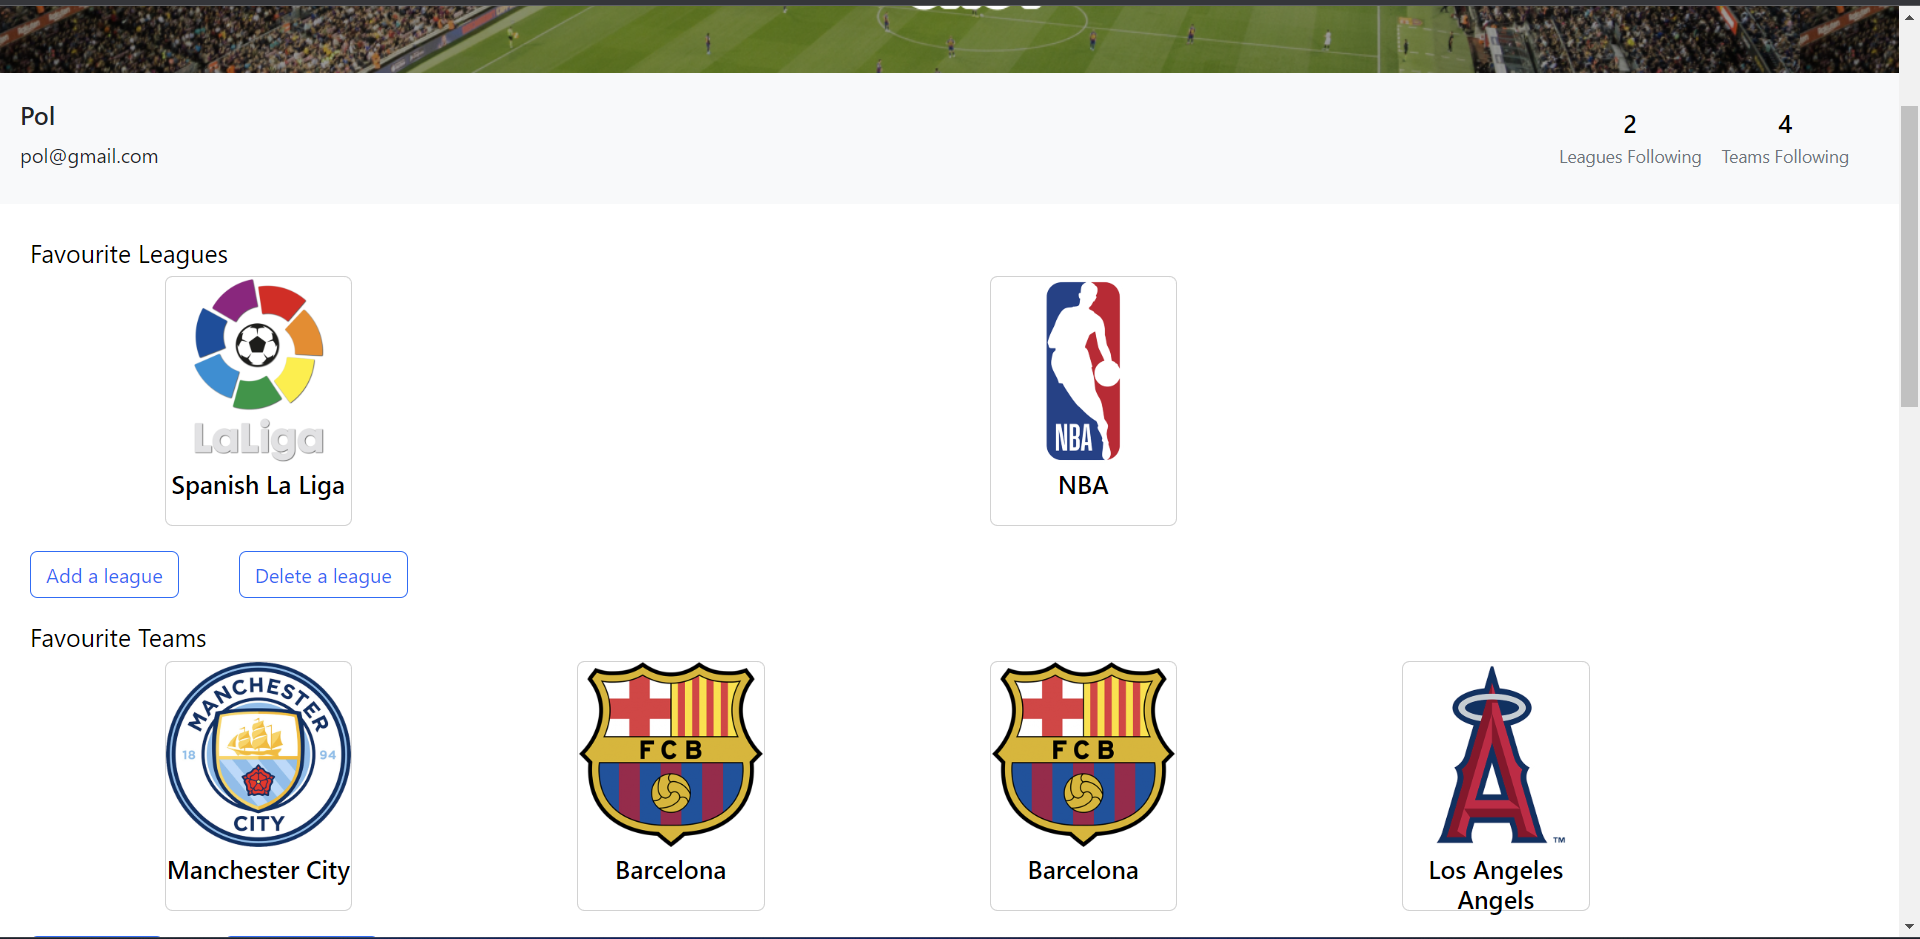 Pol
pol@gmail.com
2
Leagues Following
4
Teams Following
Favourite Leagues
LaLiga
Spanish La Liga
NBA
NBA
Add a league
Delete a league
Favourite Teams
MANCHESTER
18 94
CITY
Manchester City
FCB
Barcelona
FCB
Barcelona
A
TM
Los Angeles
Angels